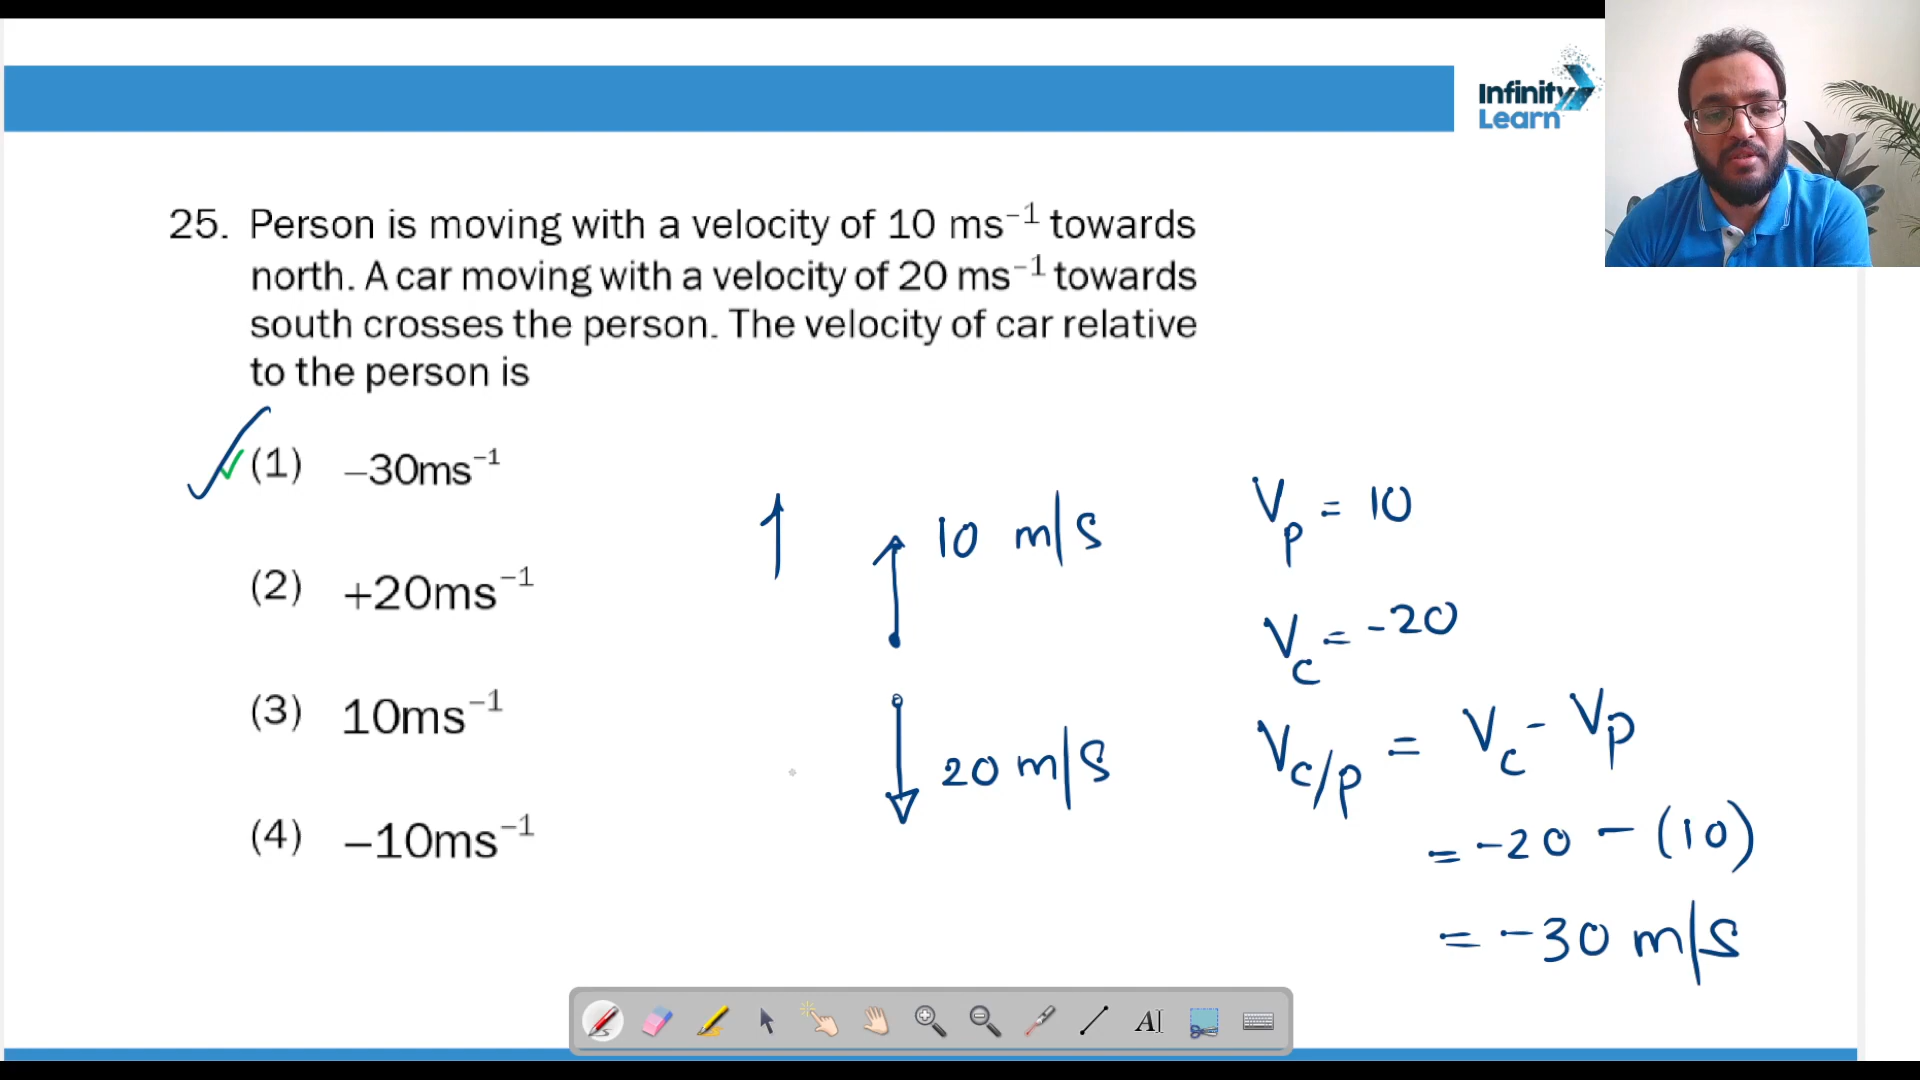 Infinity
Learn
25. Person is moving with a velocity of 10 ms⁻¹ towards
north. A car moving with a velocity of 20 ms⁻¹ towards
south crosses the person. The velocity of car relative
to the person is
(1) –30ms⁻¹
(2) +20ms⁻¹
(3) 10ms⁻¹
(4) –10ms⁻¹
10 m/s
20 m/s
Vp = 10
Vc = -20
Vc/p = Vc - Vp
= -20 - (10)
= -30 m/s
AI